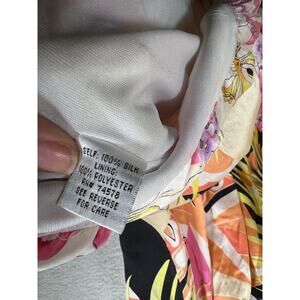 SELF: 100% SILK
LINING:
100% POLYESTER
RN# 74578
SEE REVERSE
FOR CARE